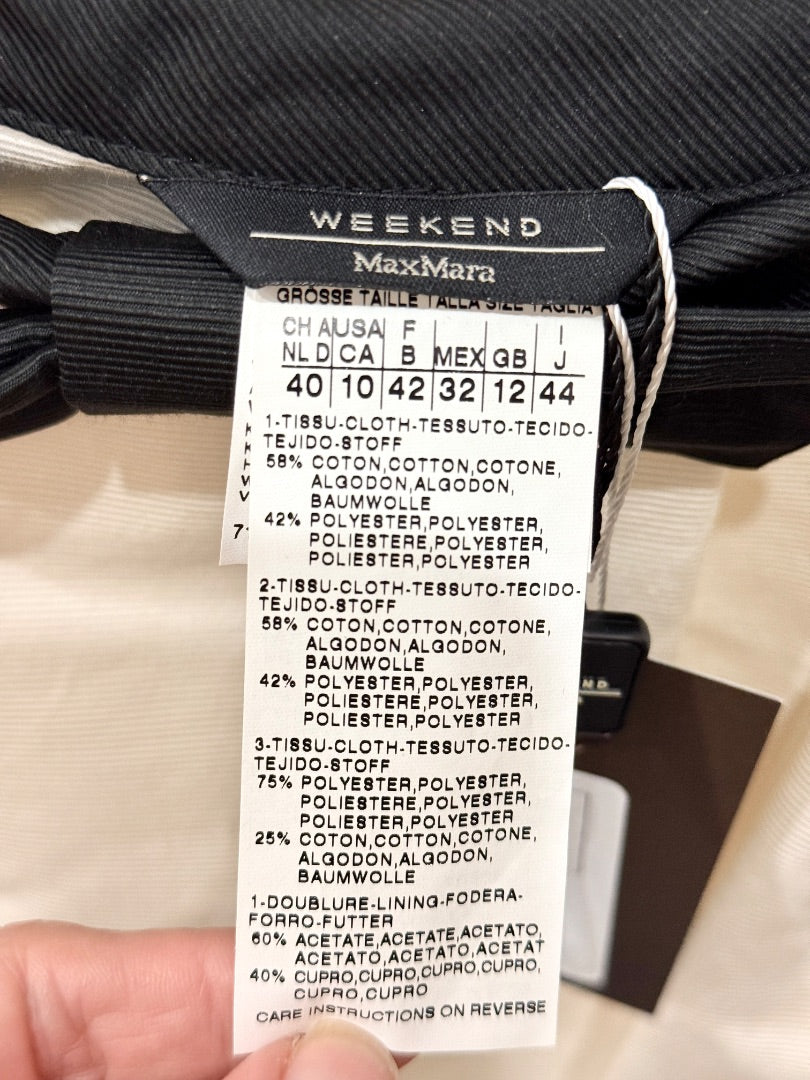 WEEKEND
MaxMara
GRÖSSE TAILLE TALLA SIZE TAGLIA
CH A USA F I
NL D CA B MEX GB J
40 10 42 32 12 44
1-TISSU-CLOTH-TESSUTO-TECIDO-
TEJIDO-STOFF
58% COTON,COTTON,COTONE,
ALGODON,ALGODON,
BAUMWOLLE
42% POLYESTER,POLYESTER,
POLIESTERE,POLYESTER,
POLIESTER,POLYESTER
2-TISSU-CLOTH-TESSUTO-TECIDO-
TEJIDO-STOFF
58% COTON,COTTON,COTONE,
ALGODON,ALGODON,
BAUMWOLLE
42% POLYESTER,POLYESTER,
POLIESTERE,POLYESTER,
POLIESTER,POLYESTER
3-TISSU-CLOTH-TESSUTO-TECIDO-
TEJIDO-STOFF
75% POLYESTER,POLYESTER,
POLIESTERE,POLYESTER,
POLIESTER,POLYESTER
25% COTON,COTTON,COTONE,
ALGODON,ALGODON,
BAUMWOLLE
1-DOUBLURE-LINING-FODERA-
FORRO-FUTTER
60% ACETATE,ACETATE,ACETATO,
ACETATO,ACETATO,ACETAT
40% CUPRO,CUPRO,CUPRO,CUPRO,
CUPRO,CUPRO
CARE INSTRUCTIONS ON REVERSE